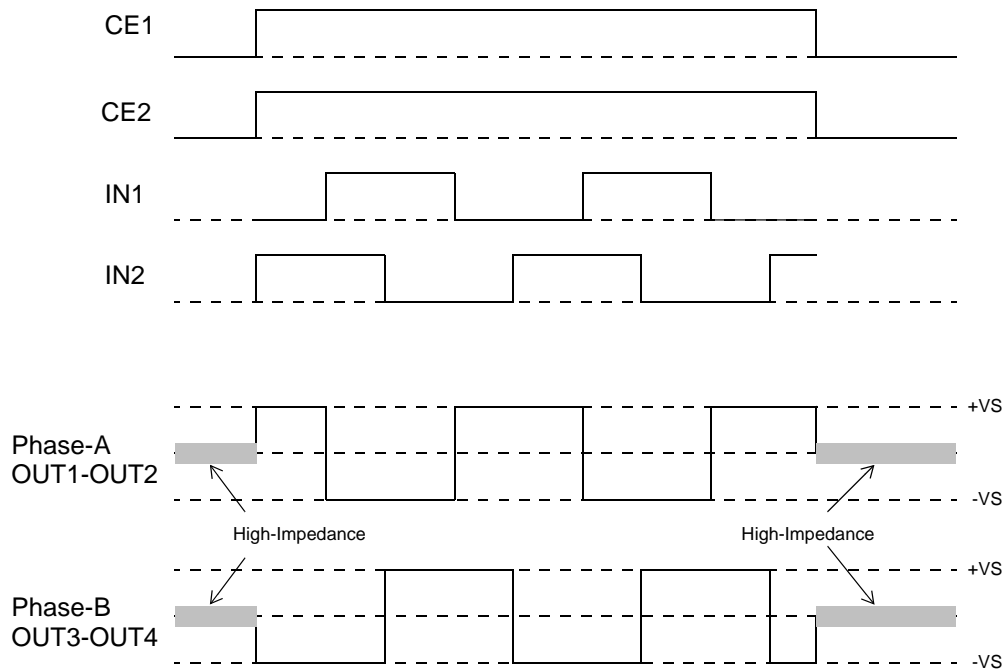 CE1
CE2
IN1
IN2
+VS
Phase-A
OUT1-OUT2
-VS
High-Impedance
High-Impedance
+VS
Phase-B
OUT3-OUT4
-VS